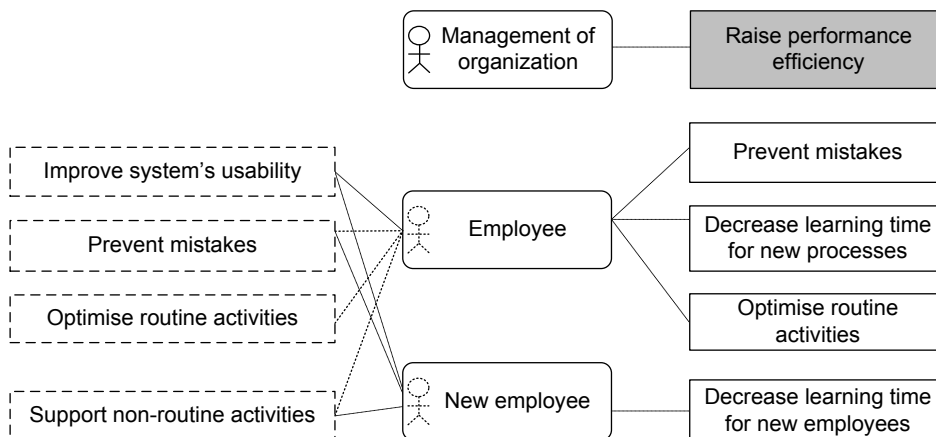 Management of
organization
Raise performance
efficiency
Improve system's usability
Prevent mistakes
Optimise routine activities
Support non-routine activities
Employee
New employee
Prevent mistakes
Decrease learning time
for new processes
Optimise routine
activities
Decrease learning time
for new employees